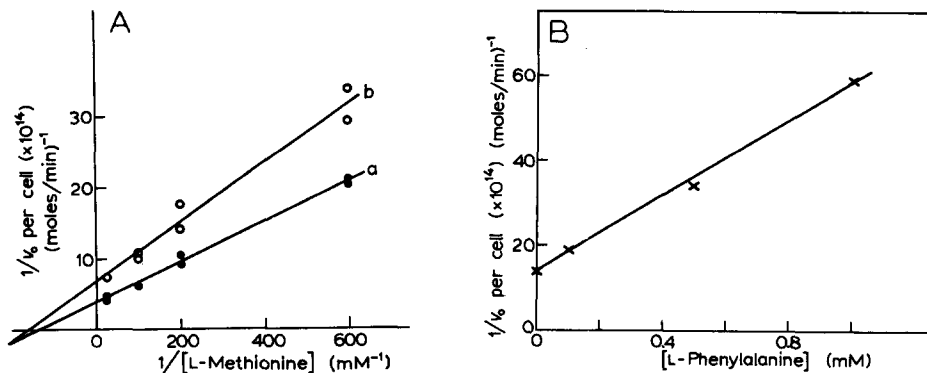 A
1/V₀ per cell (×10¹⁴)
(moles/min)⁻¹
30
20
10
0
200
400
600
1/[L-Methionine] (mM⁻¹)
b
a
B
1/V₀ per cell (×10¹⁴) (moles/min)⁻¹
60
40
20
0
0
0.4
0.8
[L-Phenylalanine] (mM)